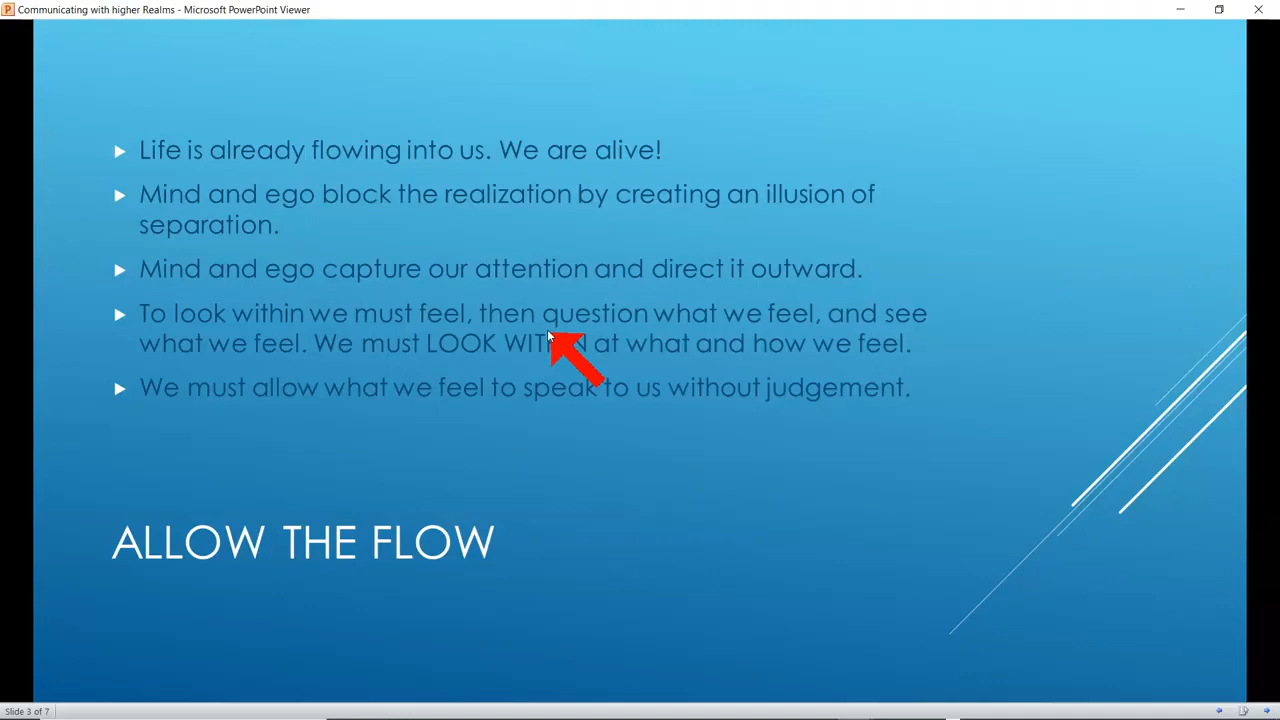 Communicating with higher Realms - Microsoft PowerPoint Viewer
Life is already flowing into us. We are alive!
Mind and ego block the realization by creating an illusion of
separation.
Mind and ego capture our attention and direct it outward.
To look within we must feel, then question what we feel, and see
what we feel. We must LOOK WITHIN at what and how we feel.
We must allow what we feel to speak to us without judgement.
ALLOW THE FLOW
Slide 3 of 7